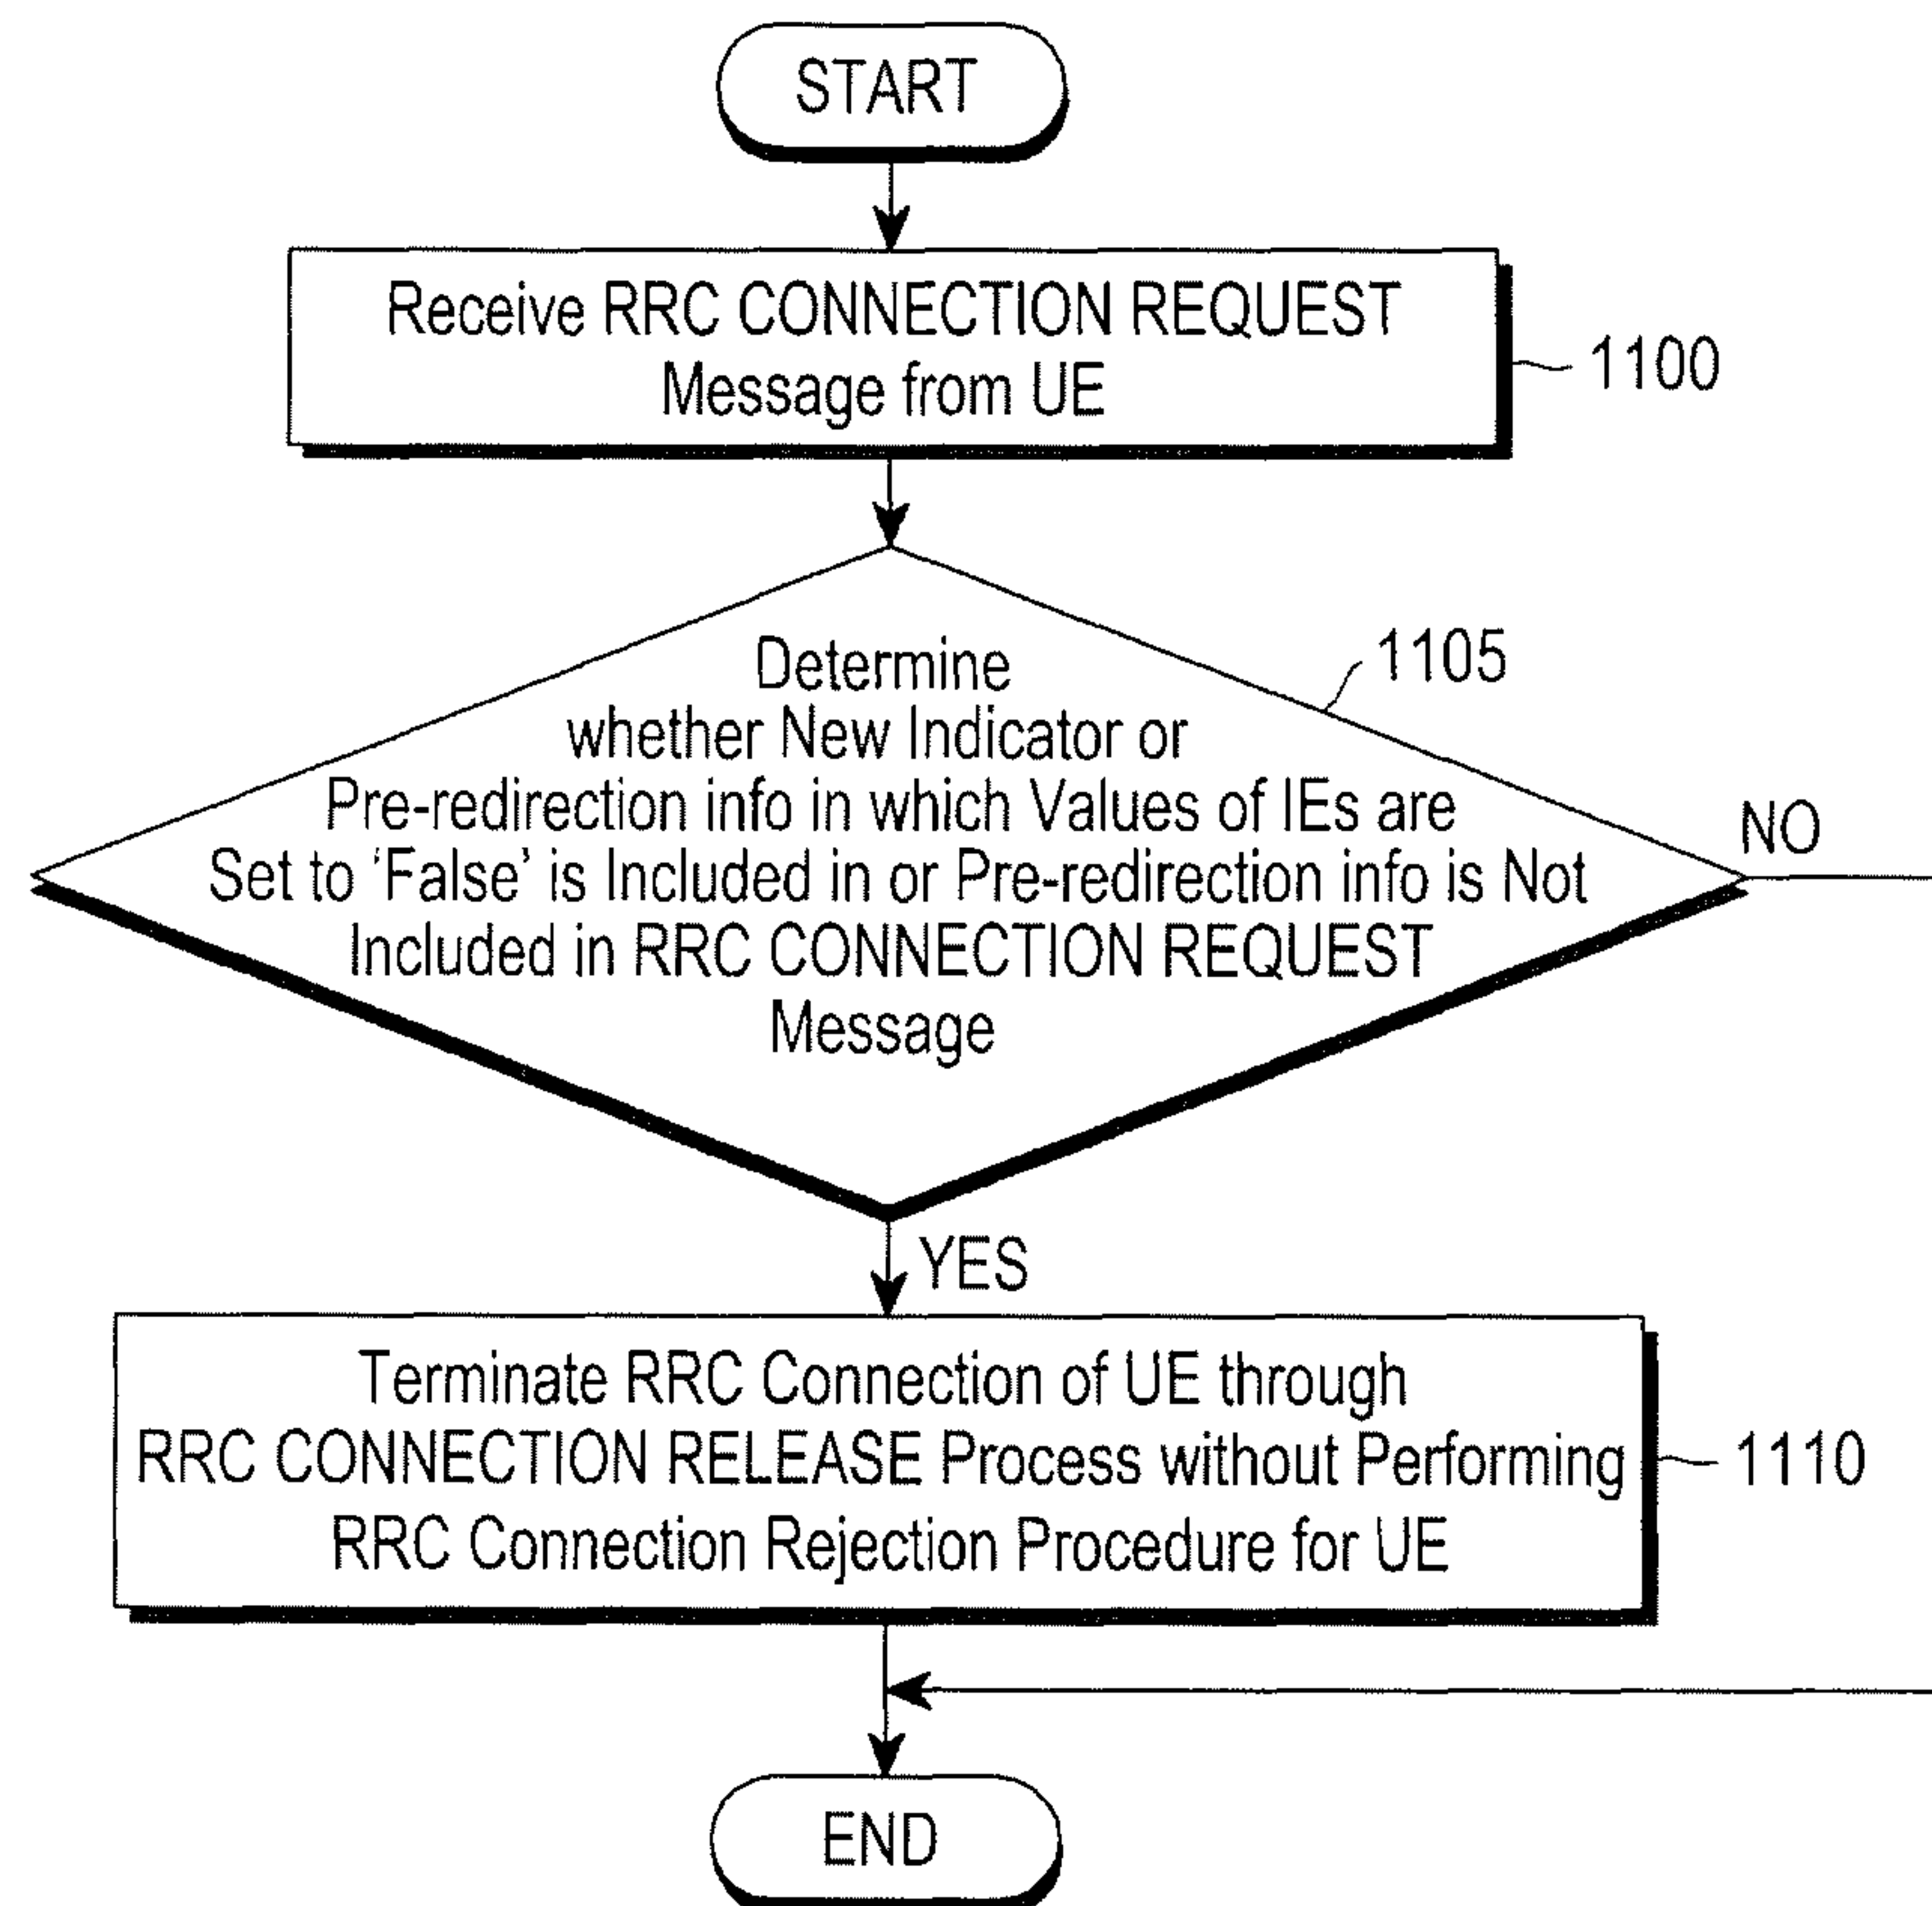 START
Receive RRC CONNECTION REQUEST
Message from UE
1100
Determine
whether New Indicator or
Pre-redirection info in which Values of IEs are
Set to 'False' is Included in or Pre-redirection info is Not
Included in RRC CONNECTION REQUEST
Message
1105
NO
YES
Terminate RRC Connection of UE through
RRC CONNECTION RELEASE Process without Performing
RRC Connection Rejection Procedure for UE
1110
END